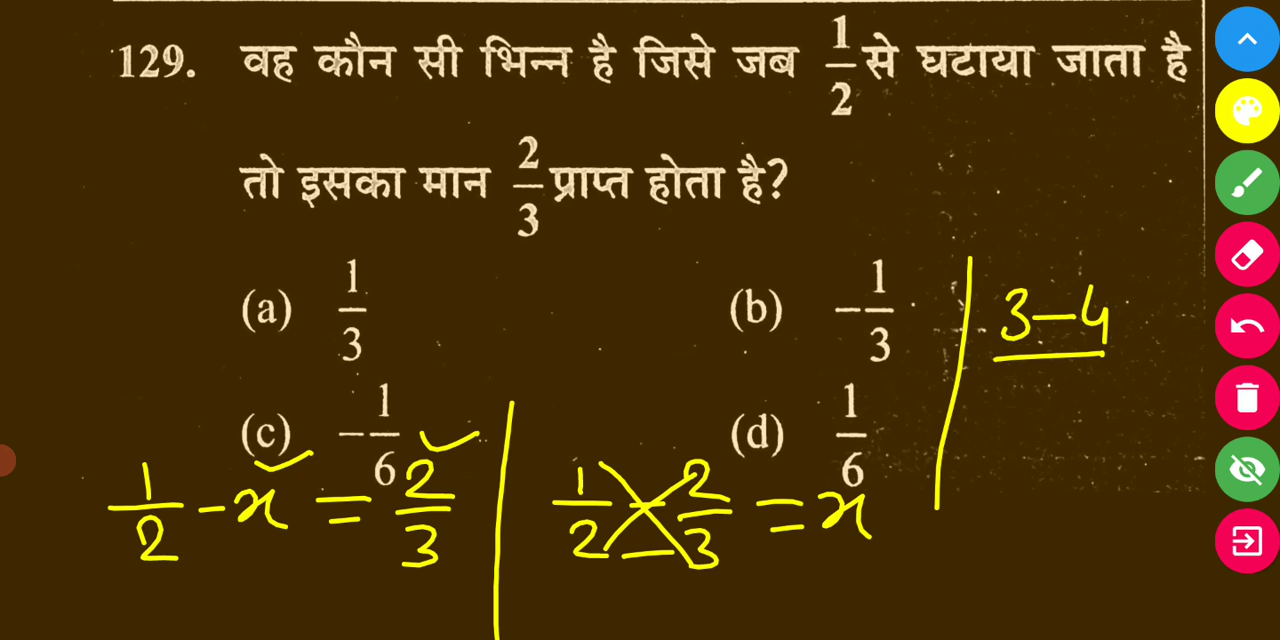 129. वह कौन सी भिन्न है जिसे जब 1/2 से घटाया जाता है
तो इसका मान 2/3 प्राप्त होता है?
(a) 1/3 (b) -1/3
(c) -1/6 (d) 1/6
3-4
1/2 - x = 2/3
1/2 - 2/3 = x